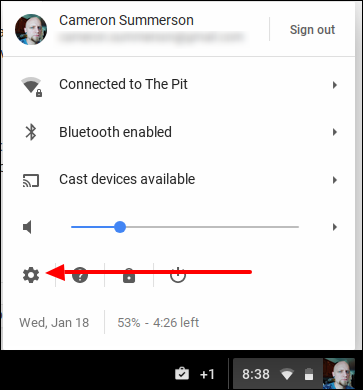 Cameron Summerson
Sign out
Connected to The Pit
Bluetooth enabled
Cast devices available
Wed, Jan 18
53% - 4:26 left
+1
8:38